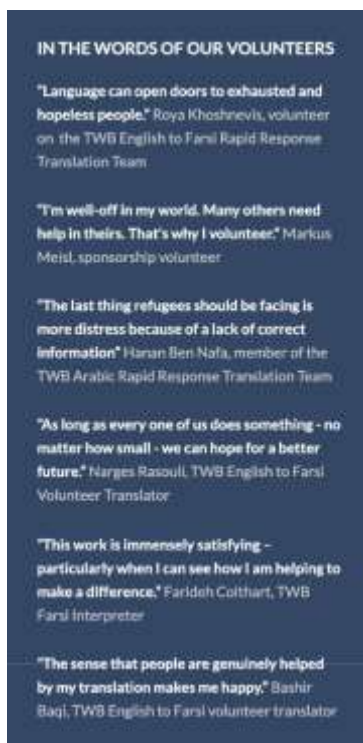 IN THE WORDS OF OUR VOLUNTEERS
"Language can open doors to exhausted and
hopeless people." Roya Khoshnevis, volunteer
on the TWB English to Farsi Rapid Response
Translation Team
"I'm well-off in my world. Many others need
help in theirs. That's why I volunteer." Markus
Meisl, sponsorship volunteer
"The last thing refugees should be facing is
more distress because of a lack of correct
information" Hanan Ben Nafa, member of the
TWB Arabic Rapid Response Translation Team
"As long as every one of us does something - no
matter how small - we can hope for a better
future." Narges Rasouli, TWB English to Farsi
Volunteer Translator
"This work is immensely satisfying –
particularly when I can see how I am helping to
make a difference." Farideh Colthart, TWB
Farsi Interpreter
"The sense that people are genuinely helped
by my translation makes me happy." Bashir
Baqi, TWB English to Farsi volunteer translator